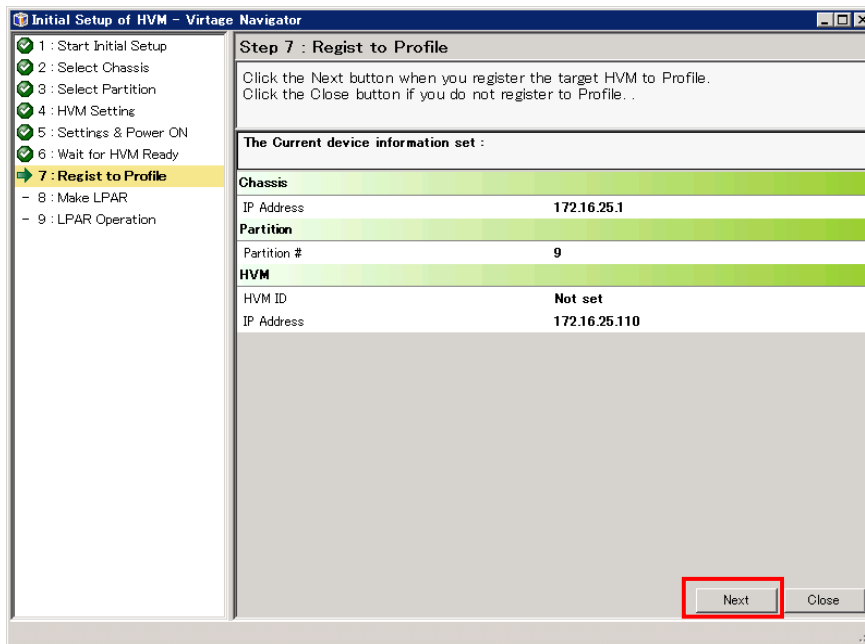 Initial Setup of HVM - Virtage Navigator
1 : Start Initial Setup
2 : Select Chassis
3 : Select Partition
4 : HVM Setting
5 : Settings & Power ON
6 : Wait for HVM Ready
7 : Regist to Profile
- 8 : Make LPAR
- 9 : LPAR Operation
Step 7 : Regist to Profile
Click the Next button when you register the target HVM to Profile.
Click the Close button if you do not register to Profile. .
The Current device information set :
Chassis
IP Address 172.16.25.1
Partition
Partition # 9
HVM
HVM ID Not set
IP Address 172.16.25.110
Next Close